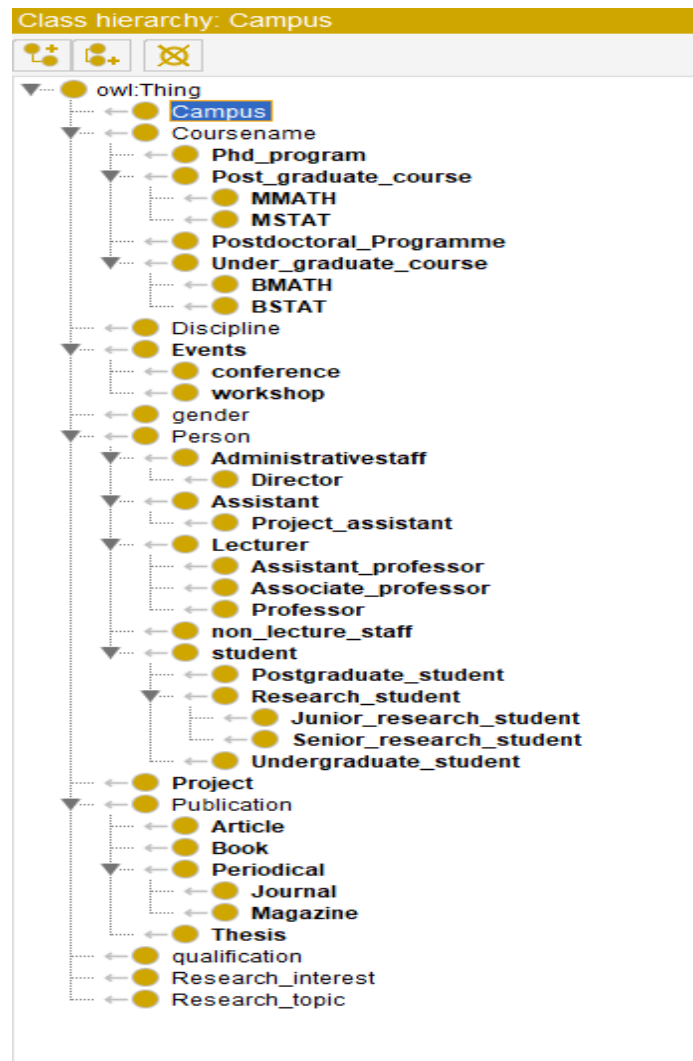 Class hierarchy: Campus
owl:Thing
Campus
Coursename
Phd_program
Post_graduate_course
MMATH
MSTAT
Postdoctoral_Programme
Under_graduate_course
BMATH
BSTAT
Discipline
Events
conference
workshop
gender
Person
Administrativestaff
Director
Assistant
Project_assistant
Lecturer
Assistant_professor
Associate_professor
Professor
non_lecture_staff
student
Postgraduate_student
Research_student
Junior_research_student
Senior_research_student
Undergraduate_student
Project
Publication
Article
Book
Periodical
Journal
Magazine
Thesis
qualification
Research_interest
Research_topic